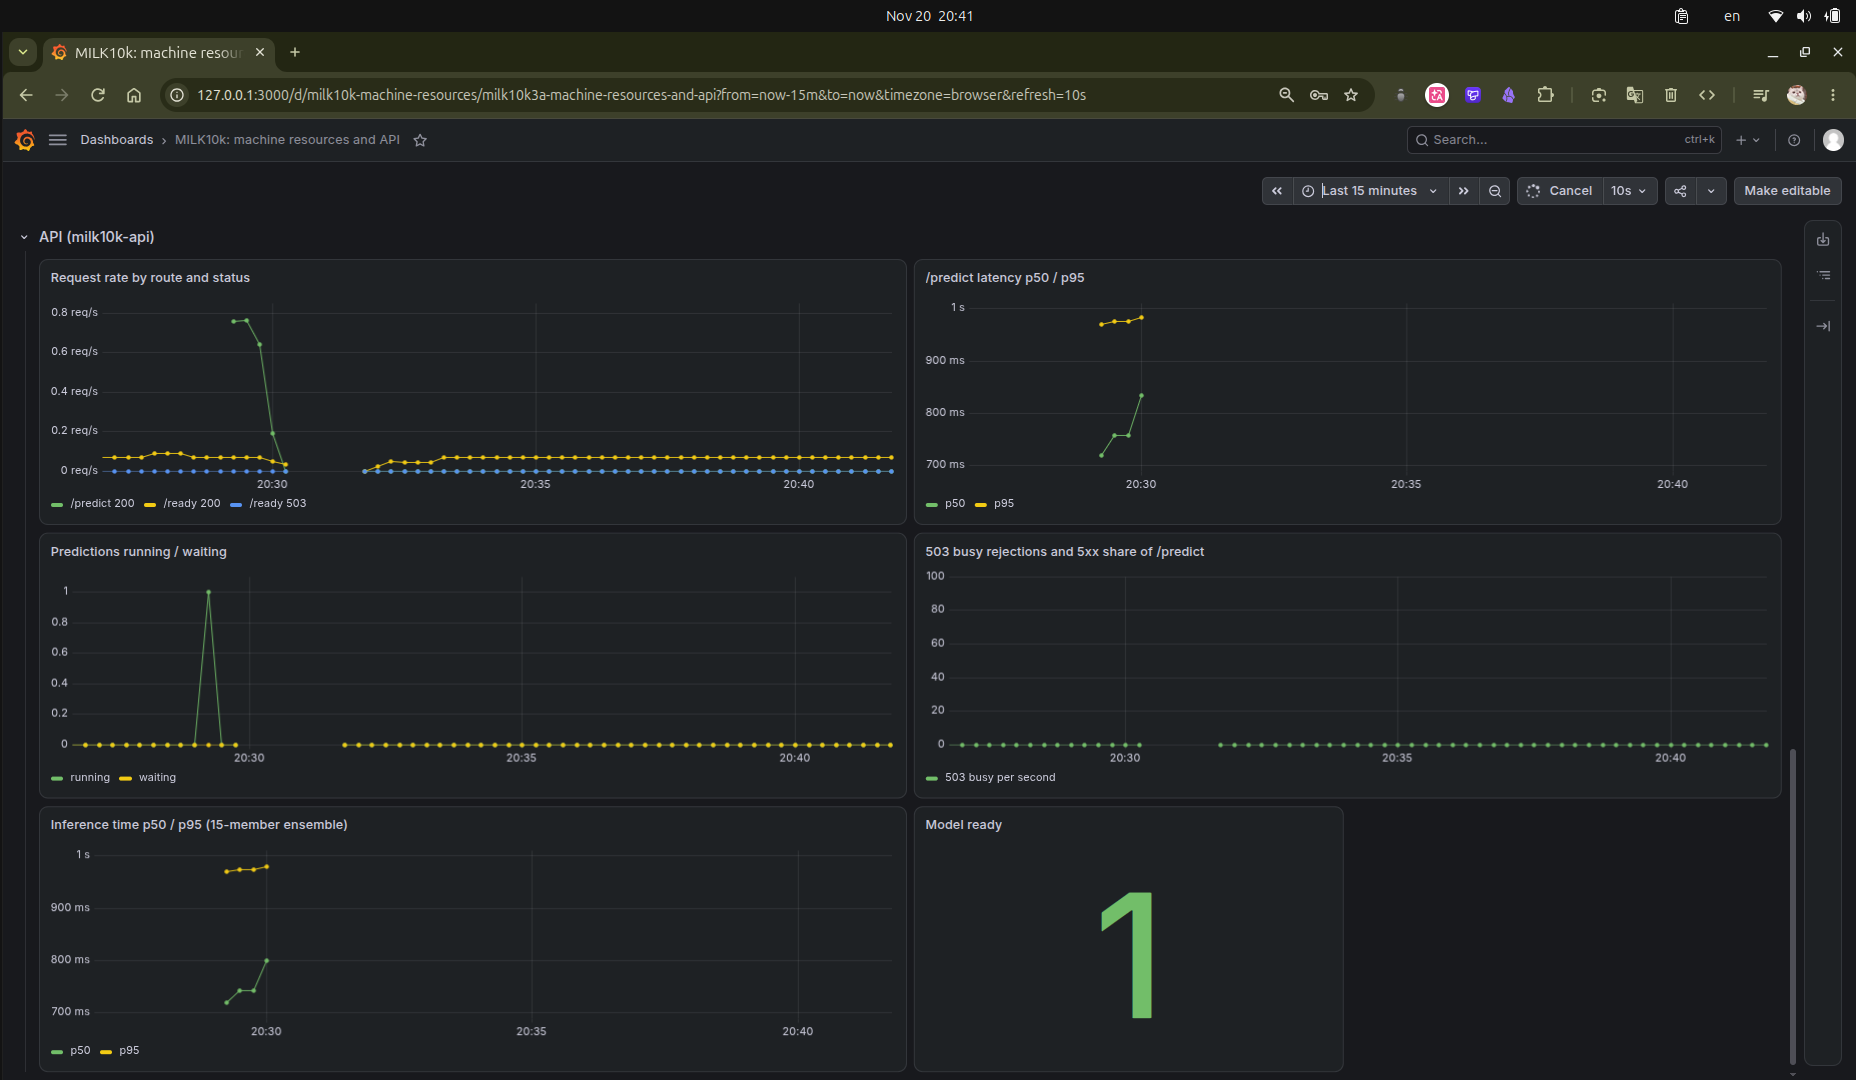 Nov 20 20:41
en
MILK10k: machine resour
127.0.0.1:3000/d/milk10k-machine-resources/milk10k3a-machine-resources-and-api?from=now-15m&to=now&timezone=browser&refresh=10s
Dashboards › MILK10k: machine resources and API
Search... ctrl+k
Last 15 minutes
Cancel
10s
Make editable
API (milk10k-api)
Request rate by route and status
0.8 req/s
0.6 req/s
0.4 req/s
0.2 req/s
0 req/s
20:30 20:35 20:40
/predict 200 /ready 200 /ready 503
/predict latency p50 / p95
1 s
900 ms
800 ms
700 ms
20:30 20:35 20:40
p50 p95
Predictions running / waiting
1
0.8
0.6
0.4
0.2
0
20:30 20:35 20:40
running waiting
503 busy rejections and 5xx share of /predict
100
80
60
40
20
0
20:30 20:35 20:40
503 busy per second
Inference time p50 / p95 (15-member ensemble)
1 s
900 ms
800 ms
700 ms
20:30 20:35 20:40
p50 p95
Model ready
1